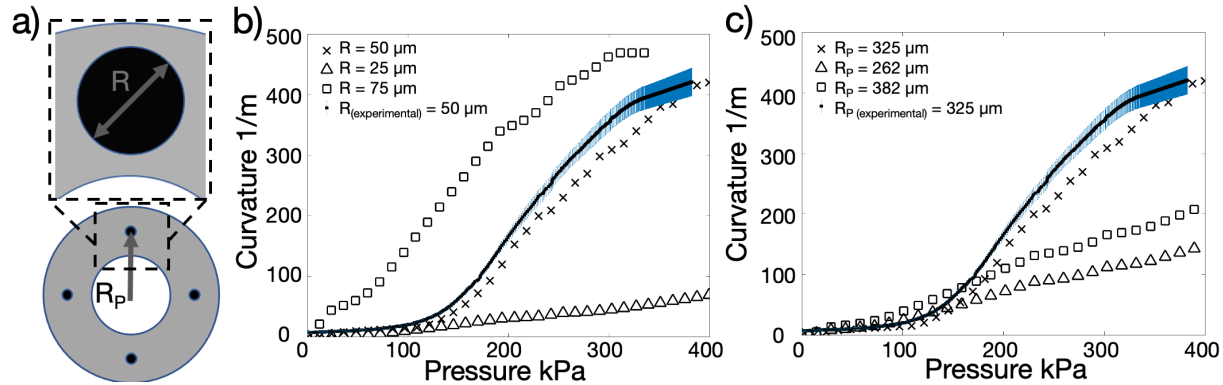 a)
R
R_P
b)
500
400
300
200
100
0
0 100 200 300 400
Curvature 1/m
Pressure kPa
× R = 50 µm
△ R = 25 µm
□ R = 75 µm
R(experimental) = 50 µm
c)
500
400
300
200
100
0
0 100 200 300 400
Curvature 1/m
Pressure kPa
× R_P = 325 µm
△ R_P = 262 µm
□ R_P = 382 µm
R_P (experimental) = 325 µm